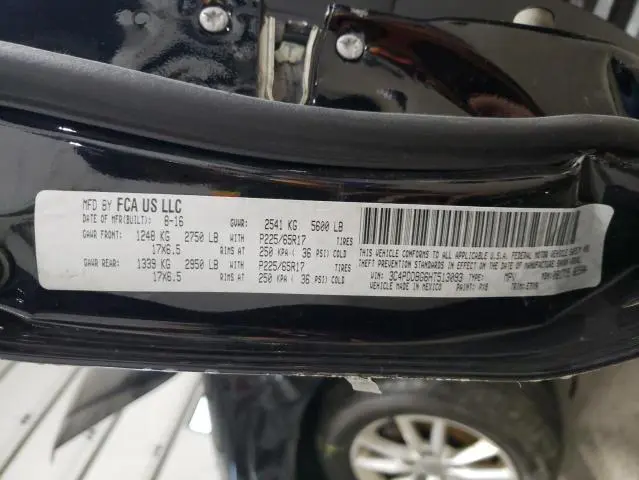 MFD BY FCA US LLC
DATE OF MFR(BUILT): 8-16 GVWR: 2541 KG 5600 LB
GAWR FRONT: 1248 KG 2750 LB WITH P225/65R17 TIRES
17X6.5 RIMS AT 250 KPA( 36 PSI) COLD
GAWR REAR: 1339 KG 2950 LB WITH P225/65R17 TIRES
17X6.5 RIMS AT 250 KPA( 36 PSI) COLD
THIS VEHICLE CONFORMS TO ALL APPLICABLE U.S.A. FEDERAL MOTOR VEHICLE SAFETY AND
THEFT PREVENTION STANDARDS IN EFFECT ON THE DATE OF MANUFACTURE SHOWN ABOVE.
VIN: TYPE: MPV
VEHICLE MADE IN MEXICO PAINT: PX8 TRIM: